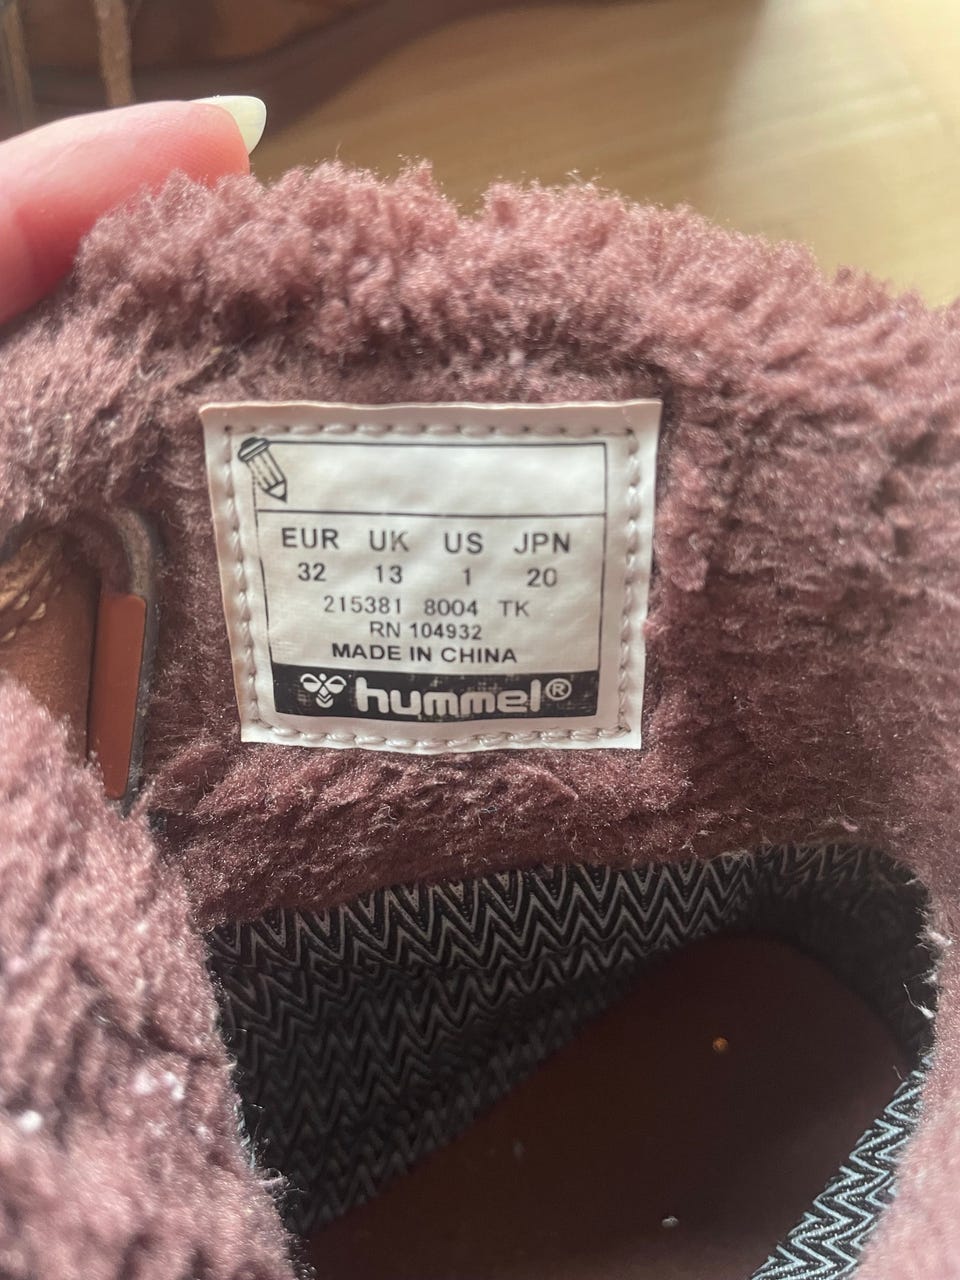 EUR UK US JPN
32 13 1 20
215381 8004 TK
RN 104932
MADE IN CHINA
hummel®